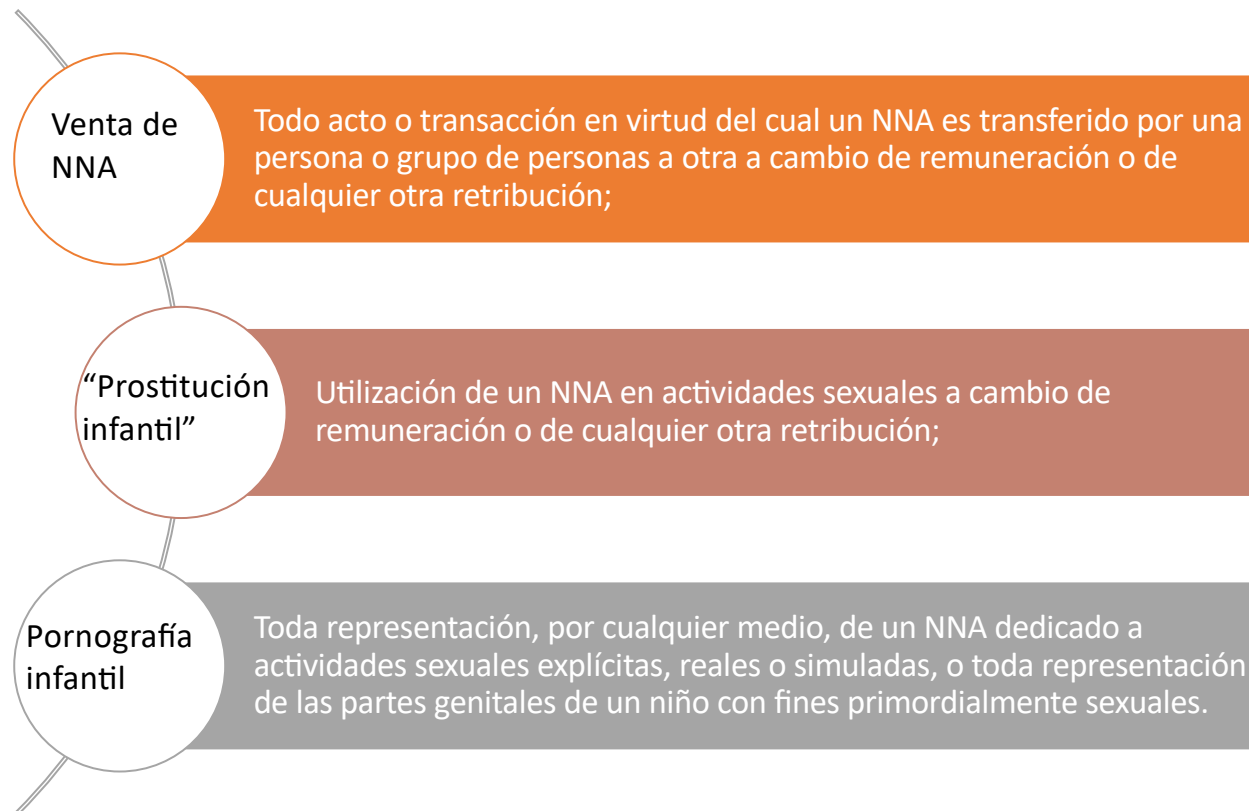 Venta de
NNA
Todo acto o transacción en virtud del cual un NNA es transferido por una
persona o grupo de personas a otra a cambio de remuneración o de
cualquier otra retribución;
“Prostitución
infantil”
Utilización de un NNA en actividades sexuales a cambio de
remuneración o de cualquier otra retribución;
Pornografía
infantil
Toda representación, por cualquier medio, de un NNA dedicado a
actividades sexuales explícitas, reales o simuladas, o toda representación
de las partes genitales de un niño con fines primordialmente sexuales.